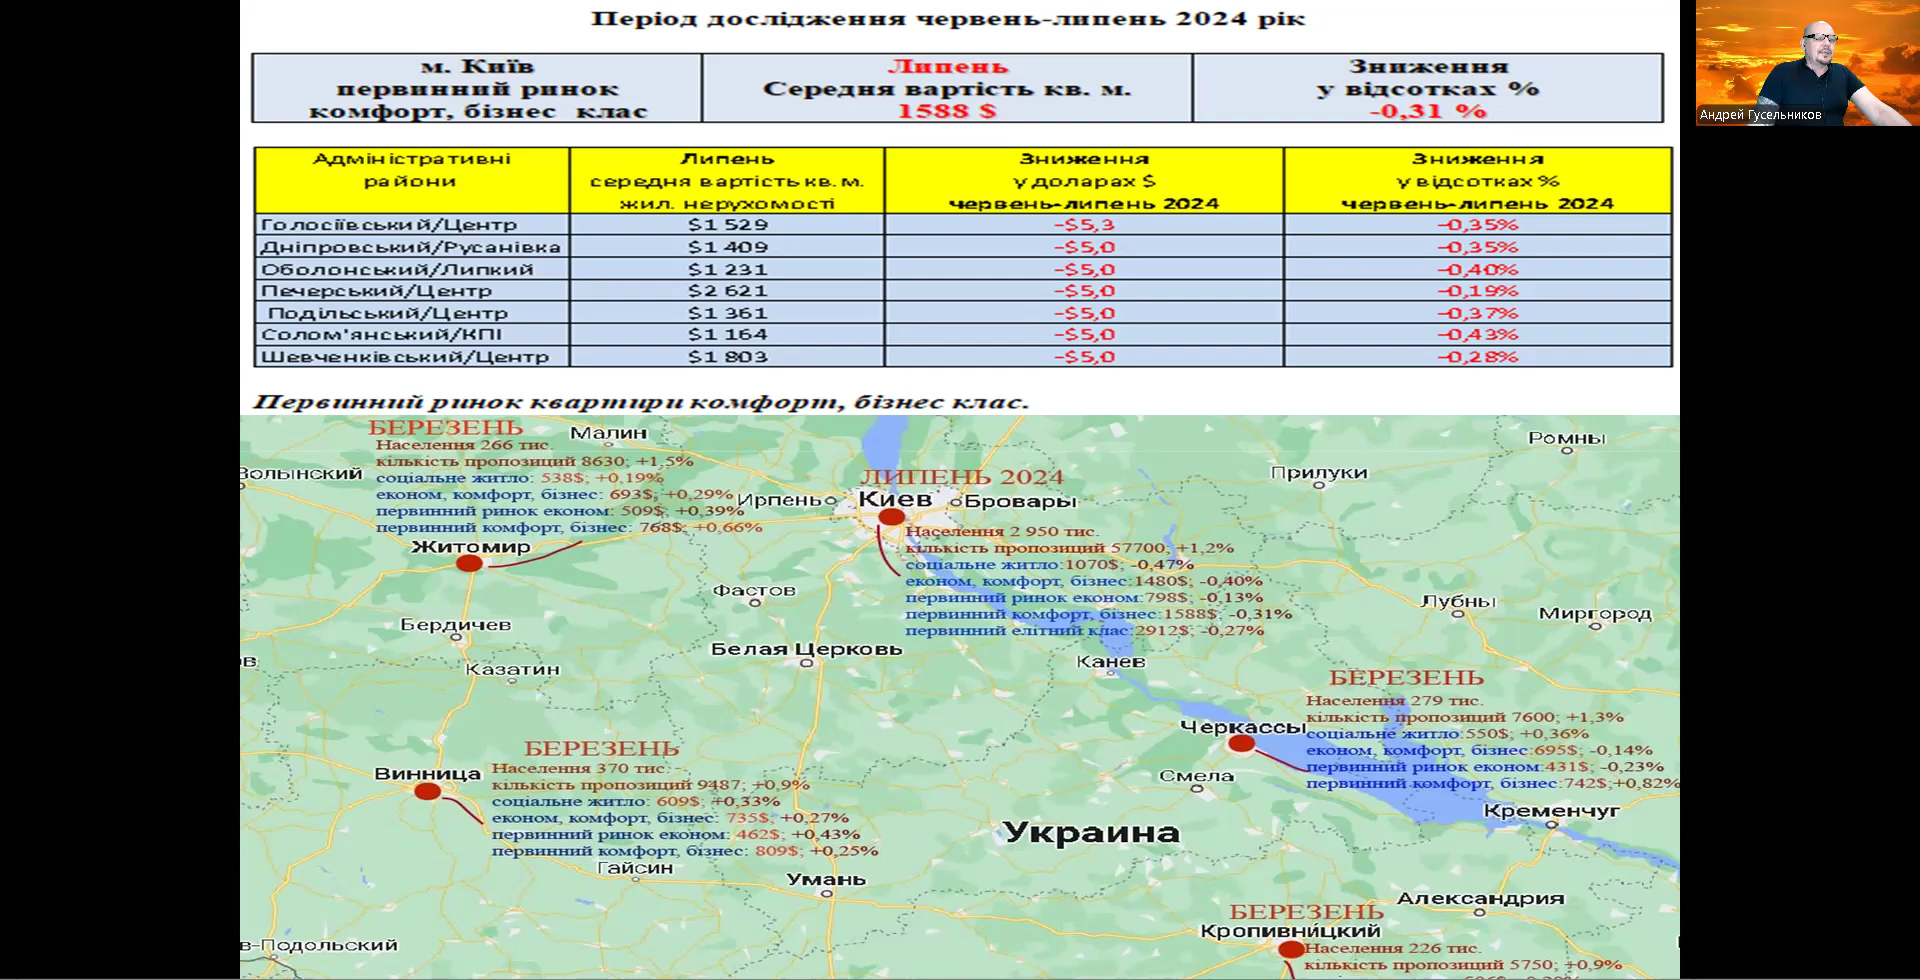 Період дослідження червень-липень 2024 рік
м. Київ
первинний ринок
комфорт, бізнес клас
Липень
Середня вартість кв. м.
1588 $
Зниження
у відсотках %
-0,31 %
Адміністративні
райони
Липень
середня вартість кв. м.
жил. нерухомості
Зниження
у доларах $
червень-липень 2024
Зниження
у відсотках %
червень-липень 2024
Голосіївський/Центр $1 529 -$5,3 -0,35%
Дніпровський/Русанівка $1 409 -$5,0 -0,35%
Оболонський/Липкий $1 231 -$5,0 -0,40%
Печерський/Центр $2 621 -$5,0 -0,19%
Подільський/Центр $1 361 -$5,0 -0,37%
Солом'янський/КПІ $1 164 -$5,0 -0,43%
Шевченківський/Центр $1 803 -$5,0 -0,28%
Первинний ринок квартири комфорт, бізнес клас.
БЕРЕЗЕНЬ
Населення 266 тис.
кількість пропозиций 8630; +1,5%
соціальне житло: 538$; +0,19%
економ, комфорт, бізнес: 693$; +0,29%
первинний ринок економ: 509$; +0,39%
первинний комфорт, бізнес: 768$; +0,66%
Житомир
Малин
Волынский
Ирпень
ЛИПЕНЬ 2024
Киев
Бровары
Населення 2 950 тис.
кількість пропозиций 57700; +1,2%
соціальне житло:1070$; -0,47%
економ, комфорт, бізнес:1480$; -0,40%
первинний ринок економ:798$; -0,13%
первинний комфорт, бізнес:1588$; -0,31%
первинний елітний клас:2912$; -0,27%
Прилуки
Ромны
Фастов
Бердичев
Казатин
Белая Церковь
Канев
Лубны
Миргород
ов
БЕРЕЗЕНЬ
Населення 279 тис.
кількість пропозиций 7600; +1,3%
соціальне житло:550$; +0,36%
економ, комфорт, бізнес:695$; -0,14%
первинний ринок економ:431$; -0,23%
первинний комфорт, бізнес:742$;+0,82%
Черкассы
Смела
Кременчуг
БЕРЕЗЕНЬ
Винница
Населення 370 тис.
кількість пропозиций 9487; +0,9%
соціальне житло: 609$; +0,33%
економ, комфорт, бізнес: 735$; +0,27%
первинний ринок економ: 462$; +0,43%
первинний комфорт, бізнес: 809$; +0,25%
Гайсин
Украина
Умань
Александрия
в-Подольский
БЕРЕЗЕНЬ
Кропивницкий
Населення 226 тис.
кількість пропозиций 5750; +0,9%
Андрей Гусельников